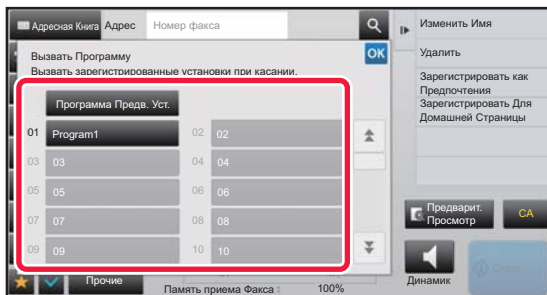 Адресная Книга Адрес Номер факса
Изменить Имя
Вызвать Программу OK
Удалить
Вызвать зарегистрированные установки при касании.
Зарегистрировать как
Предпочтения
Зарегистрировать Для
Домашней Страницы
Программа Предв. Уст.
01 Program1 02 02
03 03 04 04
05 05 06 06
07 07 08 08
09 09 10 10
Предварит.
Просмотр
CA
Прочие
Память приема Факса : 100%
Динамик
Старт